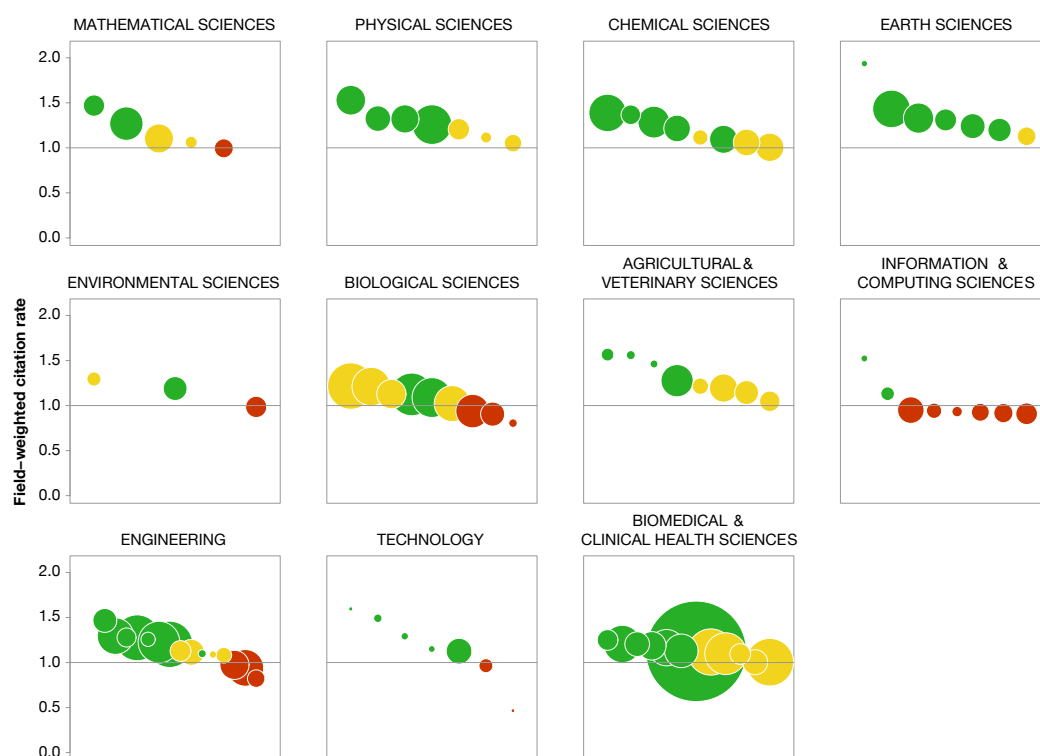 MATHEMATICAL SCIENCES
PHYSICAL SCIENCES
CHEMICAL SCIENCES
EARTH SCIENCES
2.0
1.5
1.0
0.5
0.0
Field–weighted citation rate
ENVIRONMENTAL SCIENCES
BIOLOGICAL SCIENCES
AGRICULTURAL &
VETERINARY SCIENCES
INFORMATION &
COMPUTING SCIENCES
2.0
1.5
1.0
0.5
0.0
ENGINEERING
TECHNOLOGY
BIOMEDICAL &
CLINICAL HEALTH SCIENCES
2.0
1.5
1.0
0.5
0.0